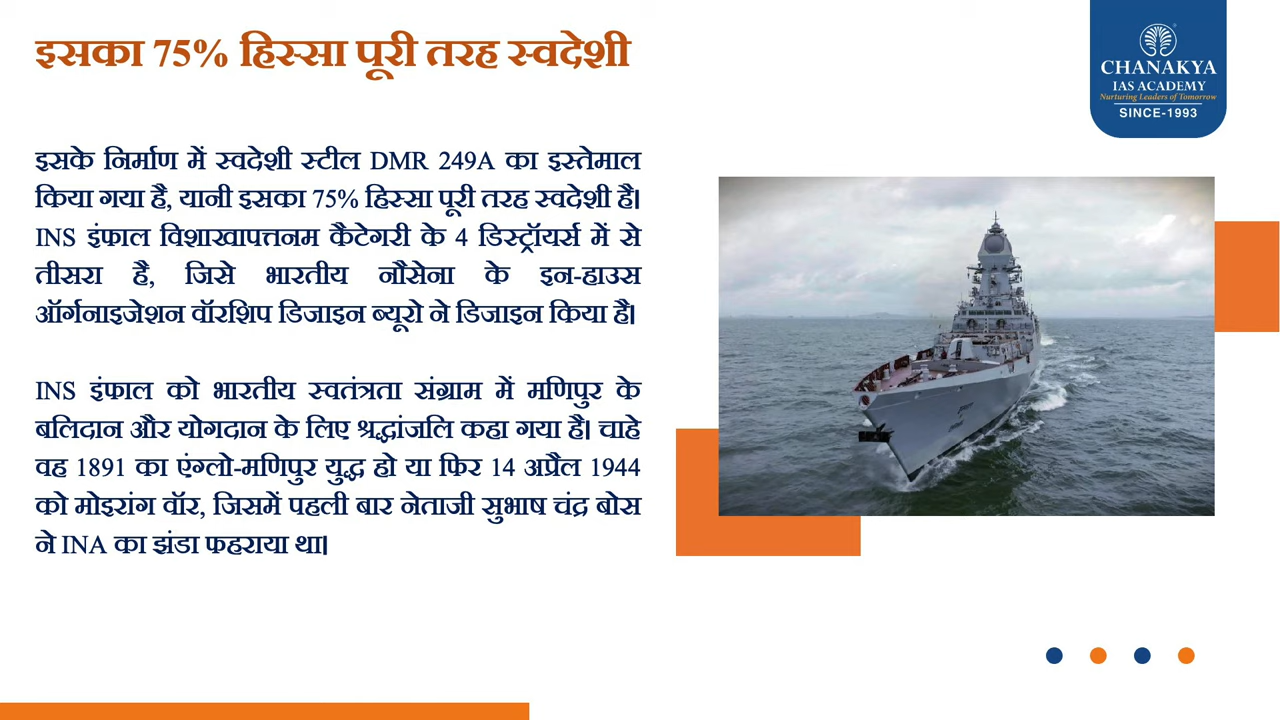 इसका 75% हिस्सा पूरी तरह स्वदेशी
CHANAKYA
IAS ACADEMY
Nurturing Leaders of Tomorrow
SINCE-1993
इसके निर्माण में स्वदेशी स्टील DMR 249A का इस्तेमाल
किया गया है, यानी इसका 75% हिस्सा पूरी तरह स्वदेशी है।
INS इंफाल विशाखापत्तनम कैटेगरी के 4 डिस्ट्रॉयर्स में से
तीसरा है, जिसे भारतीय नौसेना के इन-हाउस
ऑर्गनाइजेशन वॉरशिप डिजाइन ब्यूरो ने डिजाइन किया है।
INS इंफाल को भारतीय स्वतंत्रता संग्राम में मणिपुर के
बलिदान और योगदान के लिए श्रद्धांजलि कहा गया है। चाहे
वह 1891 का एंग्लो-मणिपुर युद्ध हो या फिर 14 अप्रैल 1944
को मोइरांग वॉर, जिसमें पहली बार नेताजी सुभाष चंद्र बोस
ने INA का झंडा फहराया था।